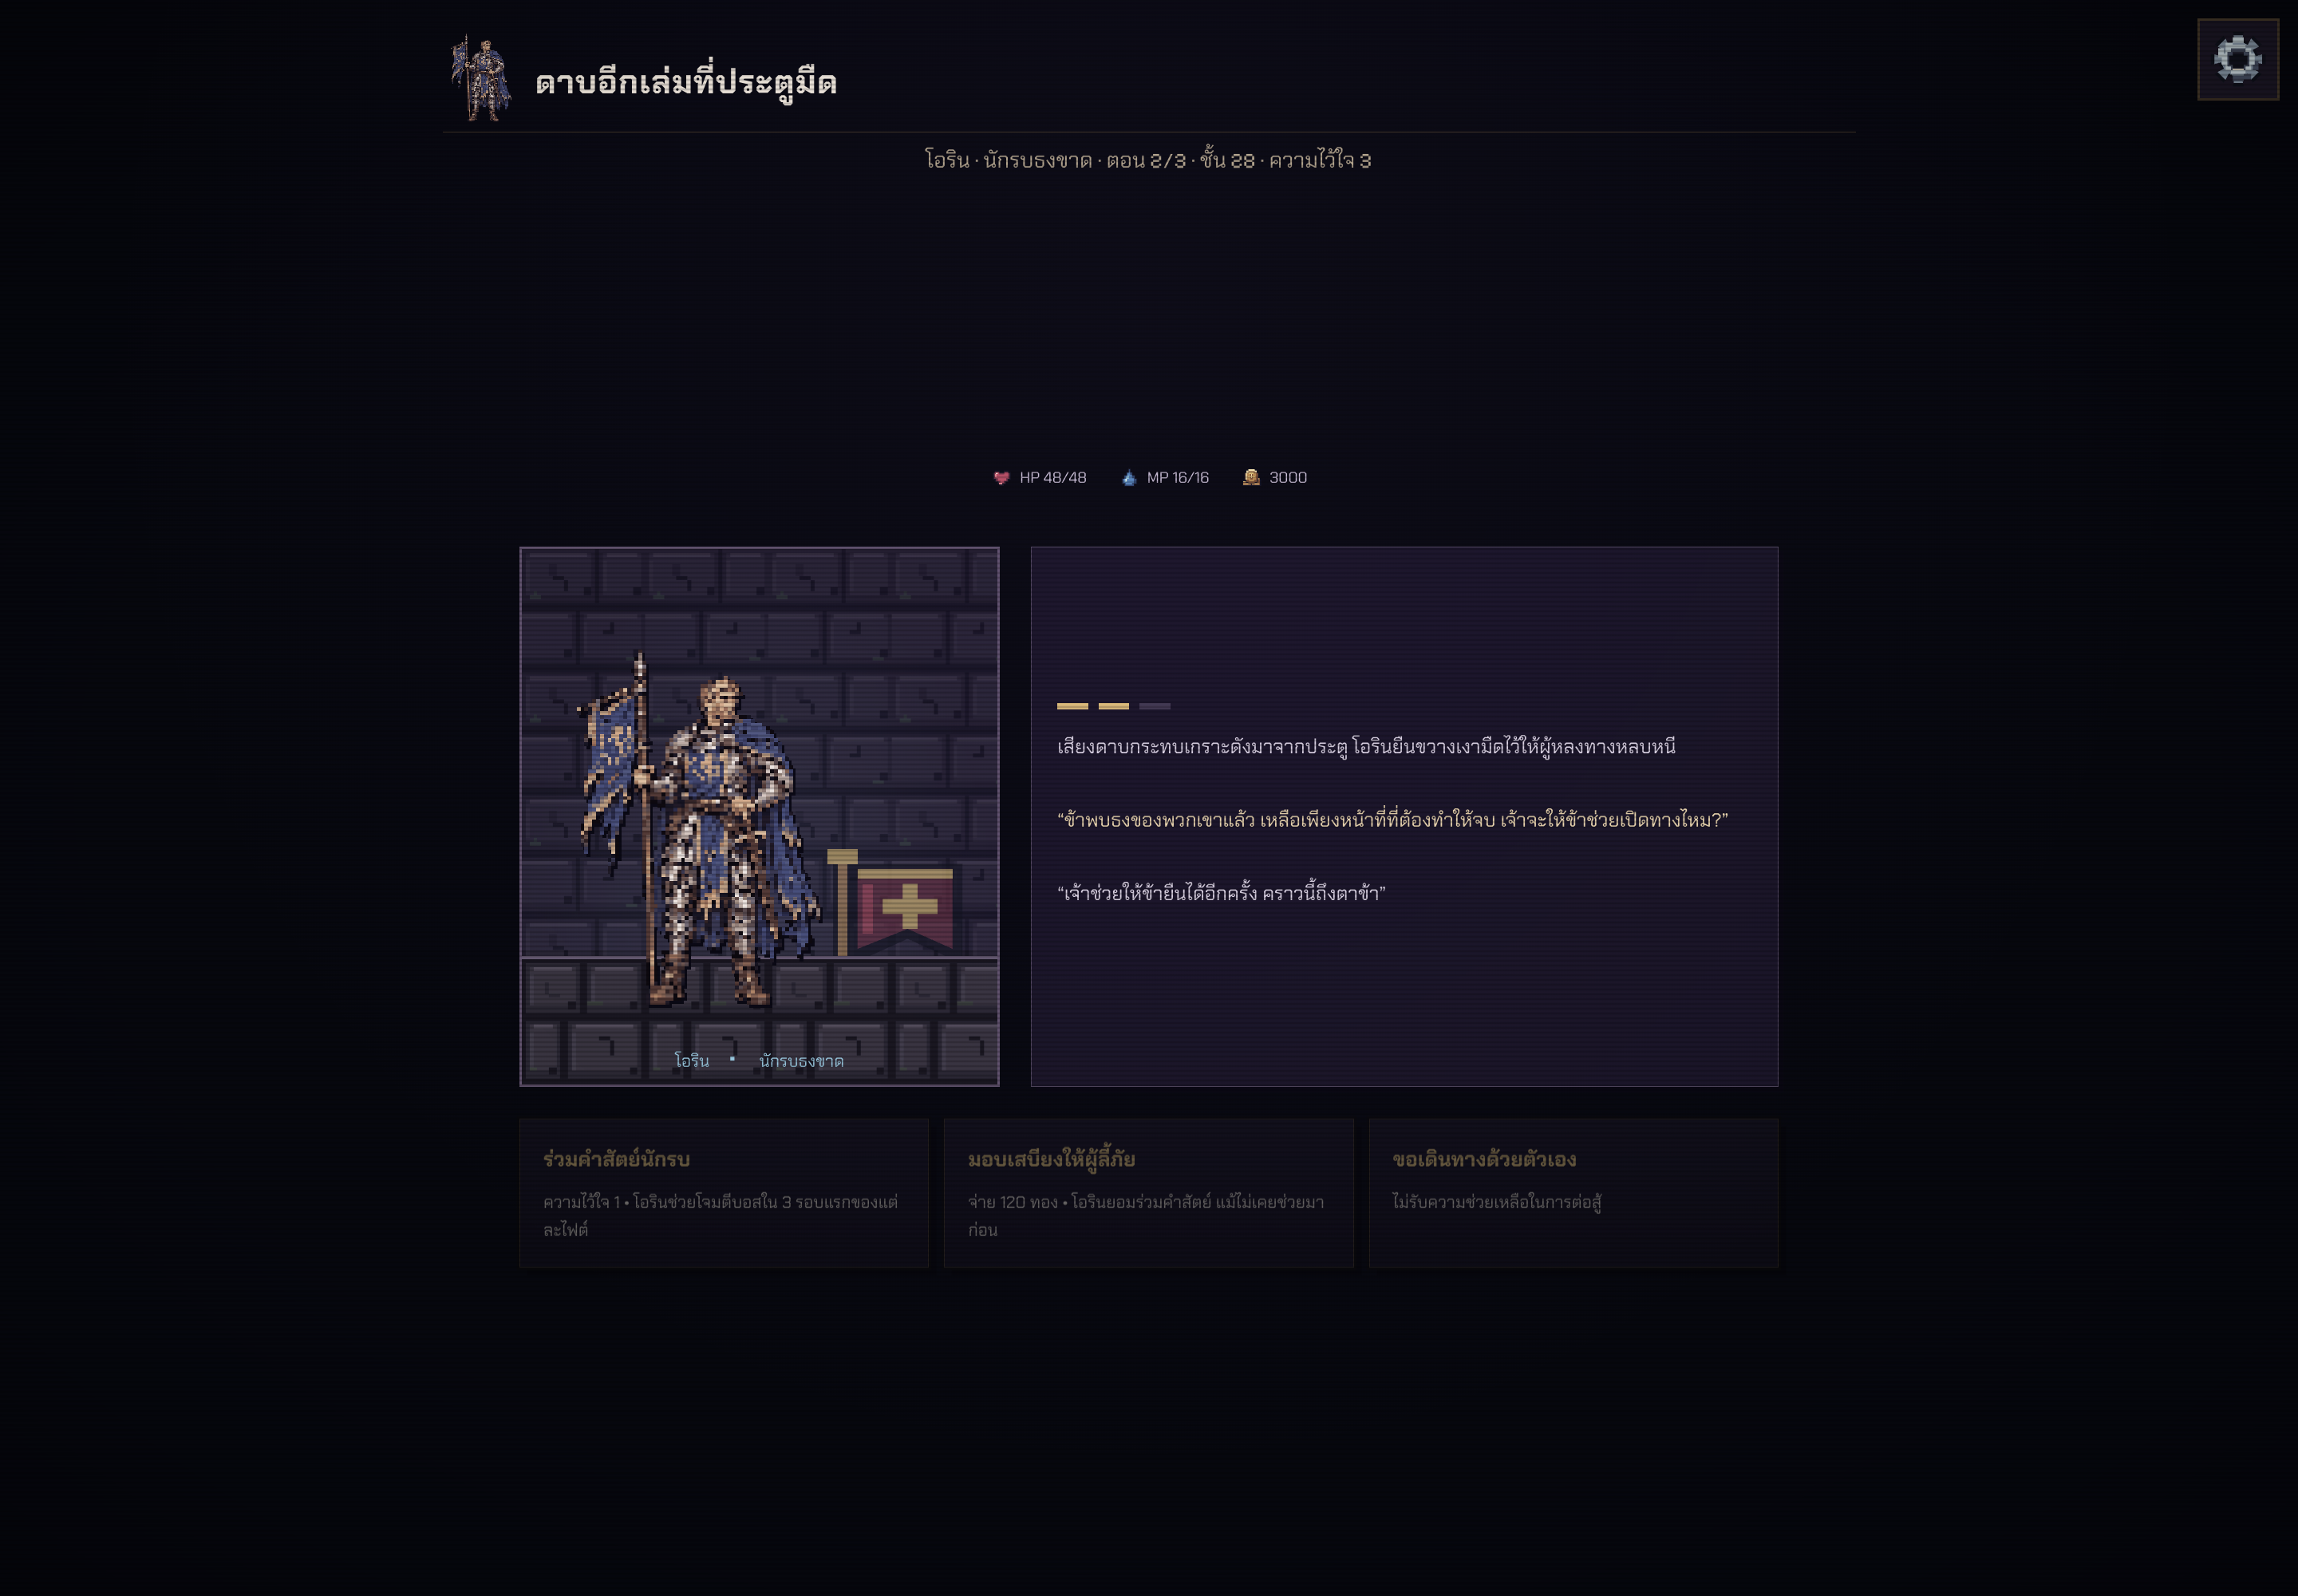 ดาบอีกเล่มที่ประตูมืด
โอริน · นักรบธงขาด · ตอน 2/3 · ชั้น 28 · ความไว้ใจ 3
HP 48/48 MP 16/16 3000
เสียงดาบกระทบเกราะดังมาจากประตู โอรินยืนขวางเงามืดไว้ให้ผู้หลงทางหลบหนี
“ข้าพบธงของพวกเขาแล้ว เหลือเพียงหน้าที่ที่ต้องทำให้จบ เจ้าจะให้ข้าช่วยเปิดทางไหม?”
“เจ้าช่วยให้ข้ายืนได้อีกครั้ง คราวนี้ถึงตาข้า”
โอริน · นักรบธงขาด
ร่วมคำสัตย์นักรบ
ความไว้ใจ 1 • โอรินช่วยโจมตีบอสใน 3 รอบแรกของแต่
ละไฟต์
มอบเสบียงให้ผู้ลี้ภัย
จ่าย 120 ทอง • โอรินยอมร่วมคำสัตย์ แม้ไม่เคยช่วยมา
ก่อน
ขอเดินทางด้วยตัวเอง
ไม่รับความช่วยเหลือในการต่อสู้